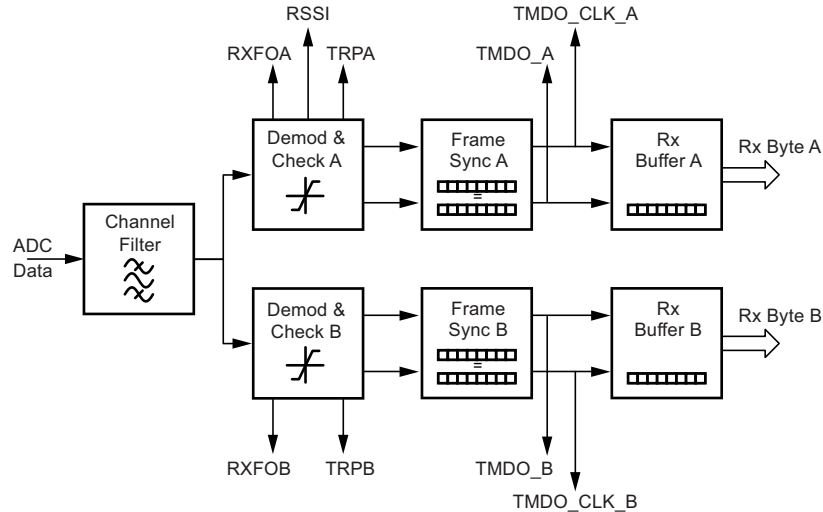 RSSI
TMDO_CLK_A
RXFOA
TRPA
TMDO_A
Demod &
Check A
Frame
Sync A
=
Rx
Buffer A
Rx Byte A
Channel
Filter
ADC
Data
Demod &
Check B
Frame
Sync B
=
Rx
Buffer B
Rx Byte B
RXFOB
TRPB
TMDO_B
TMDO_CLK_B